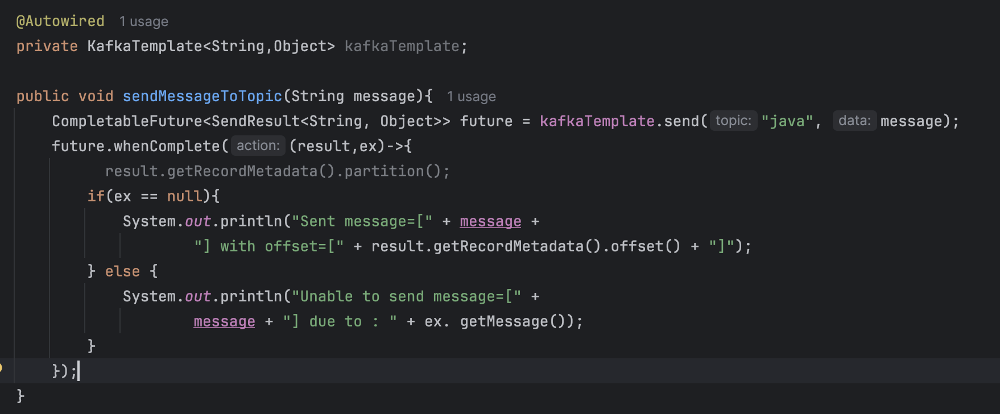 @Autowired 1 usage
private KafkaTemplate<String,Object> kafkaTemplate;
public void sendMessageToTopic(String message){ 1 usage
CompletableFuture<SendResult<String, Object>> future = kafkaTemplate.send( topic: "java", data: message);
future.whenComplete( action: (result,ex)->{
result.getRecordMetadata().partition();
if(ex == null){
System.out.println("Sent message=[" + message +
"] with offset=[" + result.getRecordMetadata().offset() + "]");
} else {
System.out.println("Unable to send message=[" +
message + "] due to : " + ex. getMessage());
}
});
}